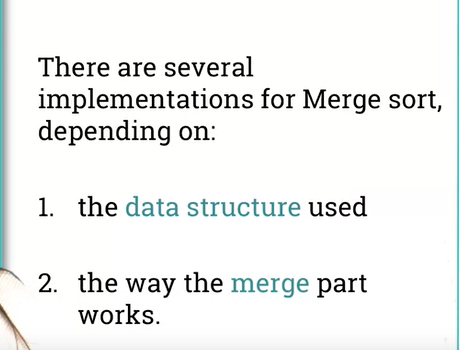 There are several
implementations for Merge sort,
depending on:
1. the data structure used
2. the way the merge part
works.